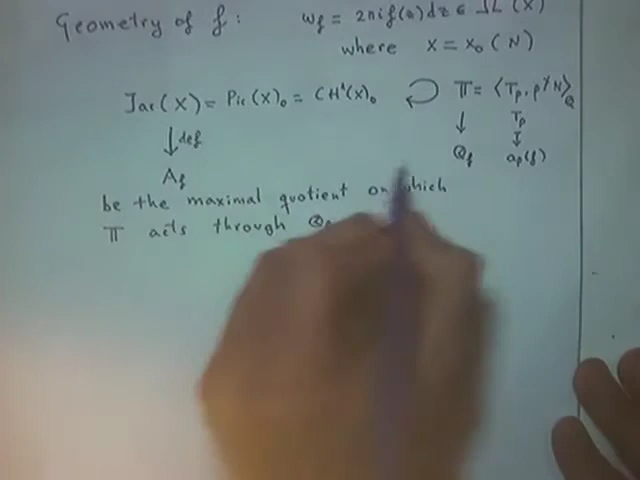 Geometry of f : ω_f = 2πi f(z) dz ∈ Ω¹(X)
where X = X₀(N)
Jac(X) = Pic(X)₀ = CH¹(X)₀ ↻ 𝕋 = ⟨T_p, p∤N⟩_ℚ
↓ def ↓ T_p ↓
A_f ℚ_f a_p(f)
be the maximal quotient on which
𝕋 acts through